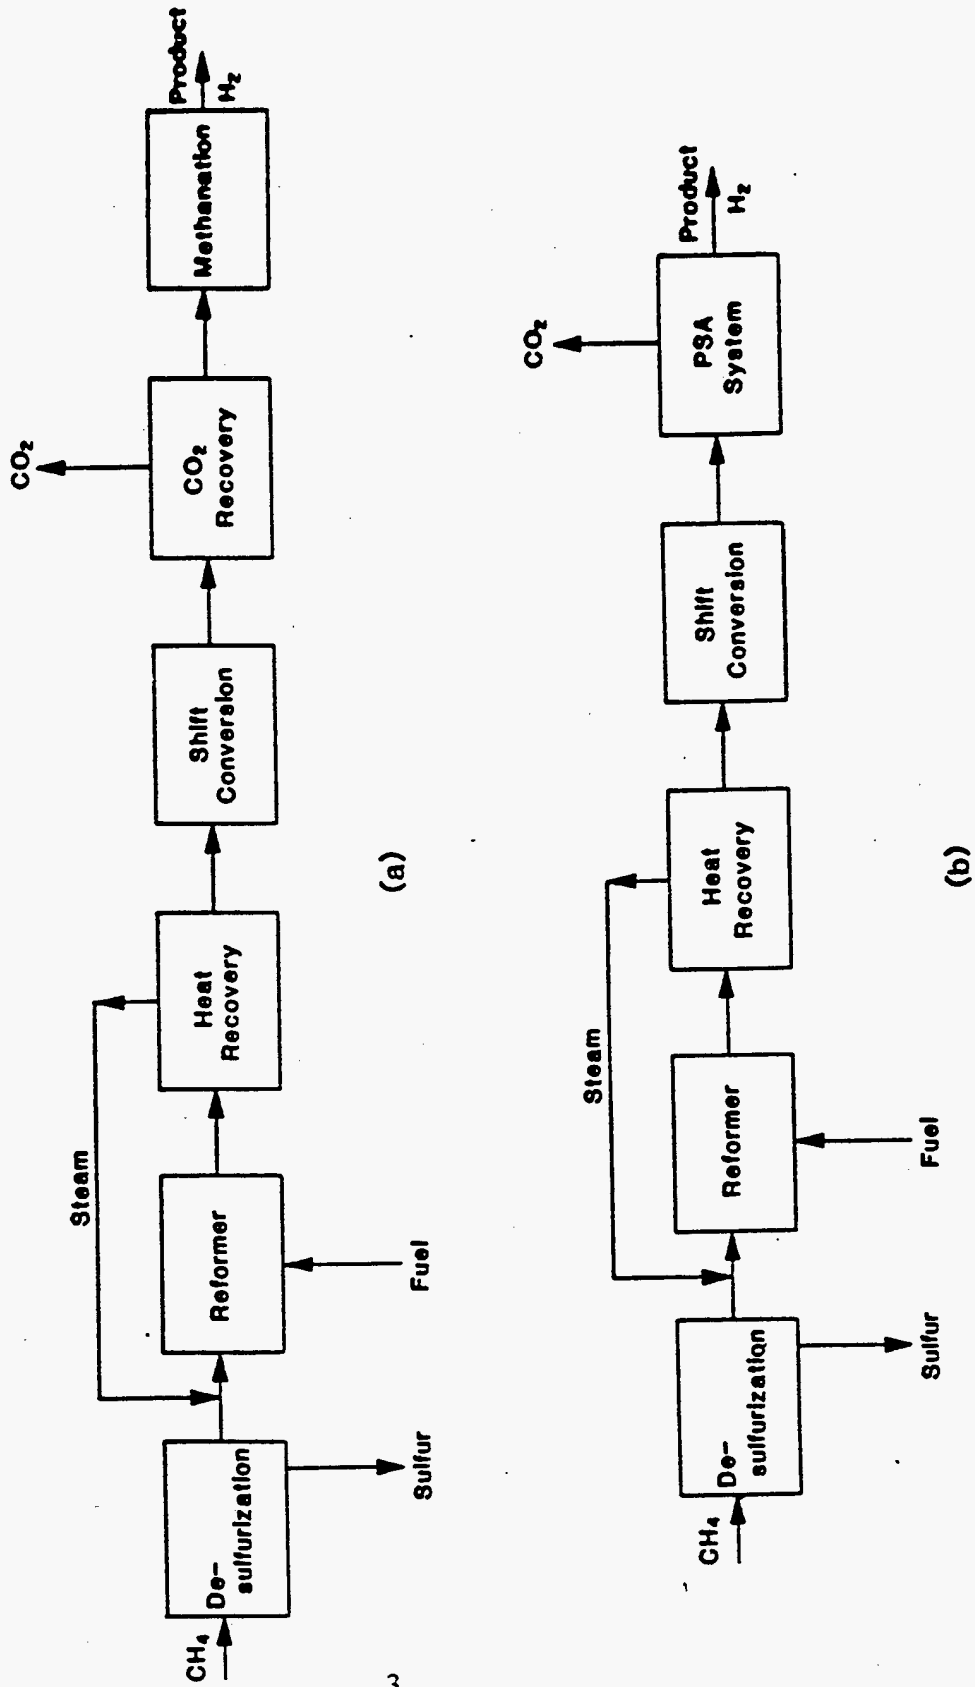 CH₄
De-
sulfurization
Sulfur
Steam
Reformer
Fuel
Heat
Recovery
Shift
Conversion
CO₂
Recovery
CO₂
Methanation
Product
H₂
(a)
CH₄
De-
sulfurization
Sulfur
Steam
Reformer
Fuel
Heat
Recovery
Shift
Conversion
PSA
System
CO₂
Product
H₂
(b)
3